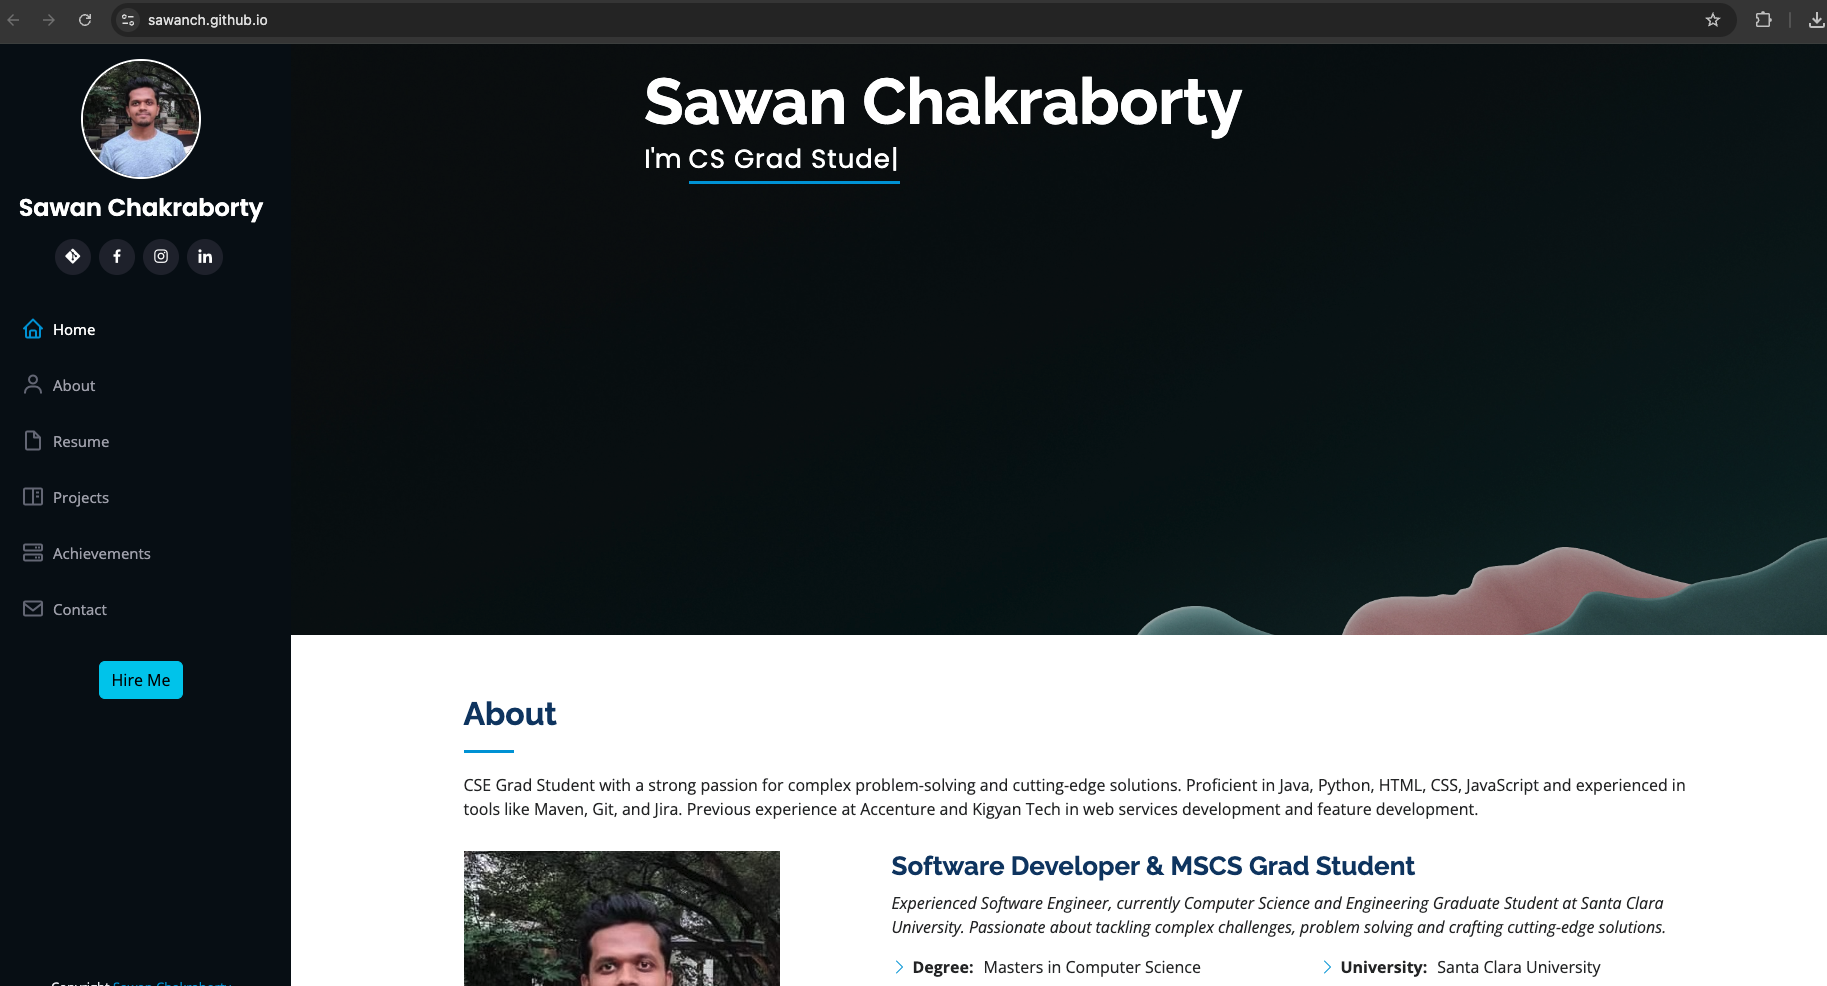 sawanch.github.io
Sawan Chakraborty
Home
About
Resume
Projects
Achievements
Contact
Hire Me
Copyright Sawan Chakraborty
Sawan Chakraborty
I'm CS Grad Stude|
About
CSE Grad Student with a strong passion for complex problem-solving and cutting-edge solutions. Proficient in Java, Python, HTML, CSS, JavaScript and experienced in
tools like Maven, Git, and Jira. Previous experience at Accenture and Kigyan Tech in web services development and feature development.
Software Developer & MSCS Grad Student
Experienced Software Engineer, currently Computer Science and Engineering Graduate Student at Santa Clara
University. Passionate about tackling complex challenges, problem solving and crafting cutting-edge solutions.
Degree: Masters in Computer Science
University: Santa Clara University